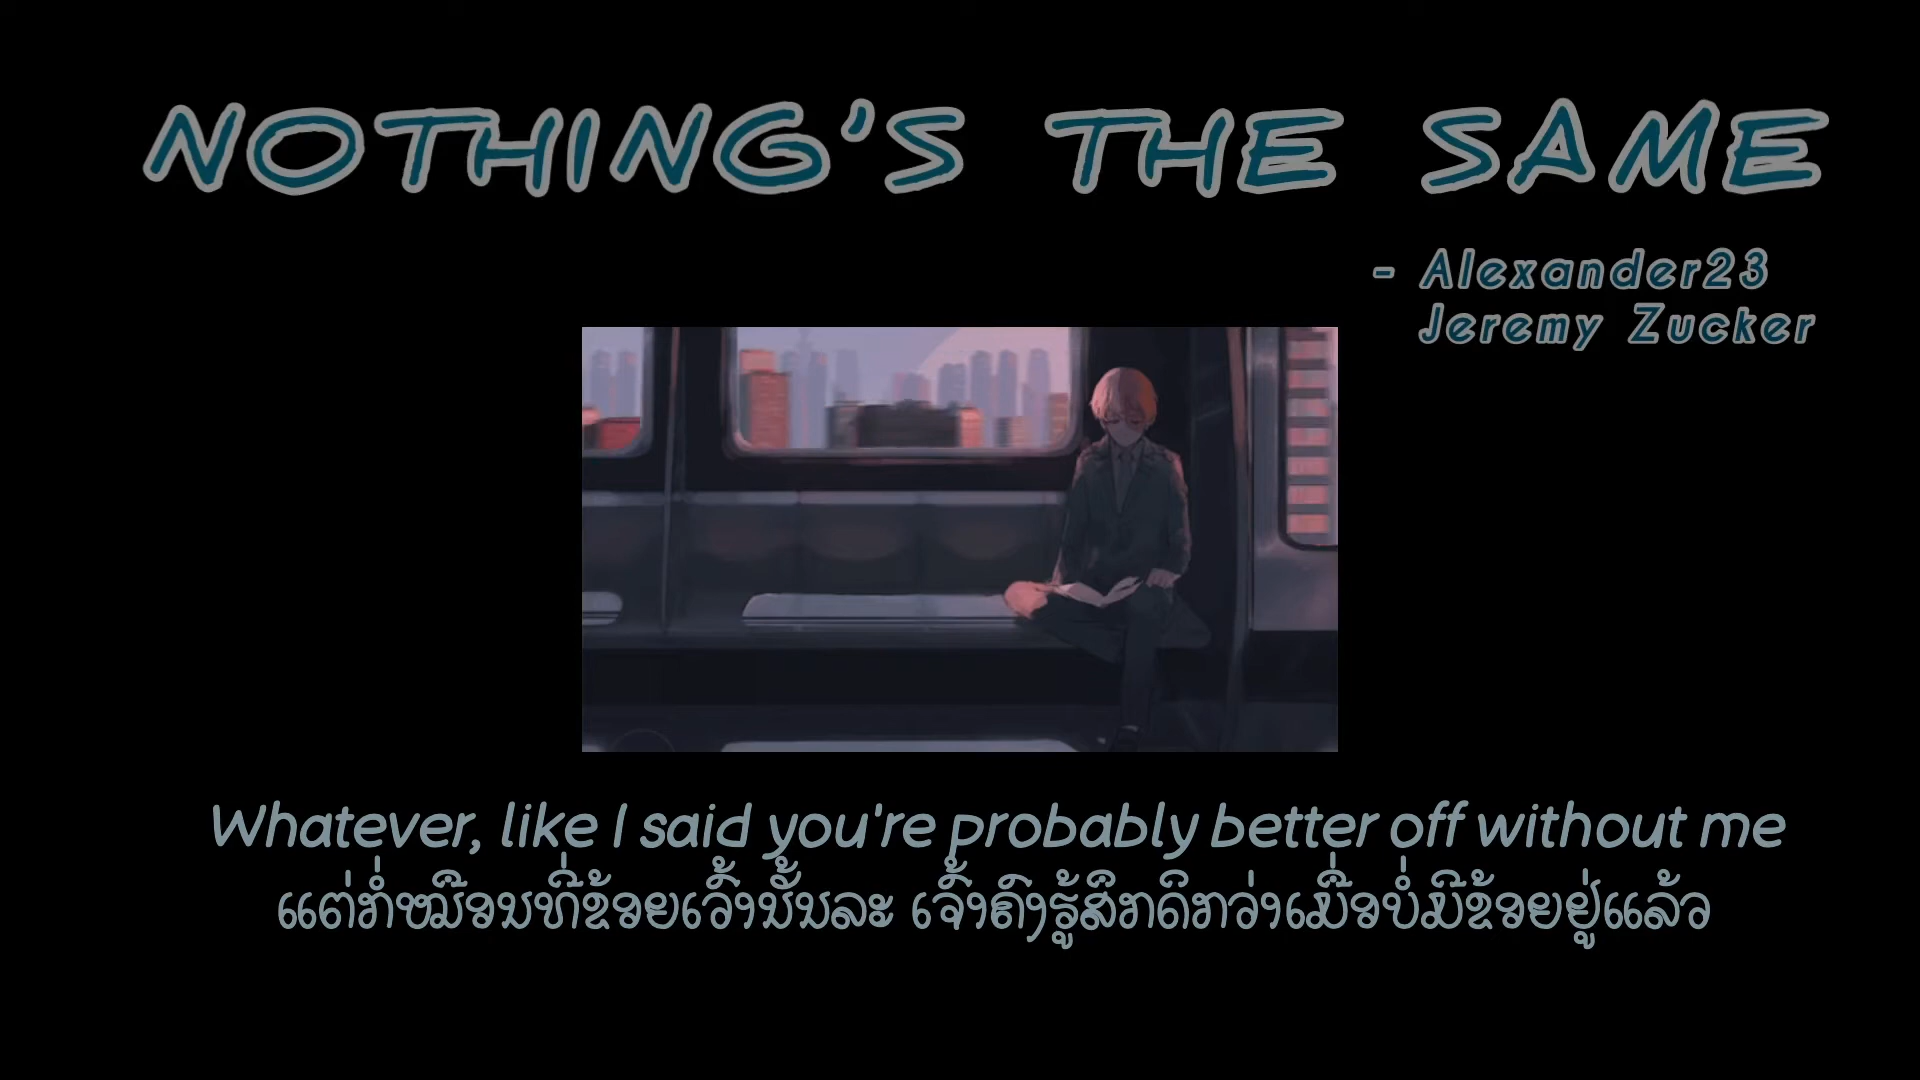 NOTHING'S THE SAME
- Alexander23
Jeremy Zucker
Whatever, like I said you're probably better off without me
ແຕ່ກໍ່ໝືອນທີ່ຂ້ອຍເວົ້ານັ້ນລະ ເຈົ້າຄົງຮູ້ສຶກດີກວ່າເມື່ອບໍ່ມີຂ້ອຍຢູ່ແລ້ວ